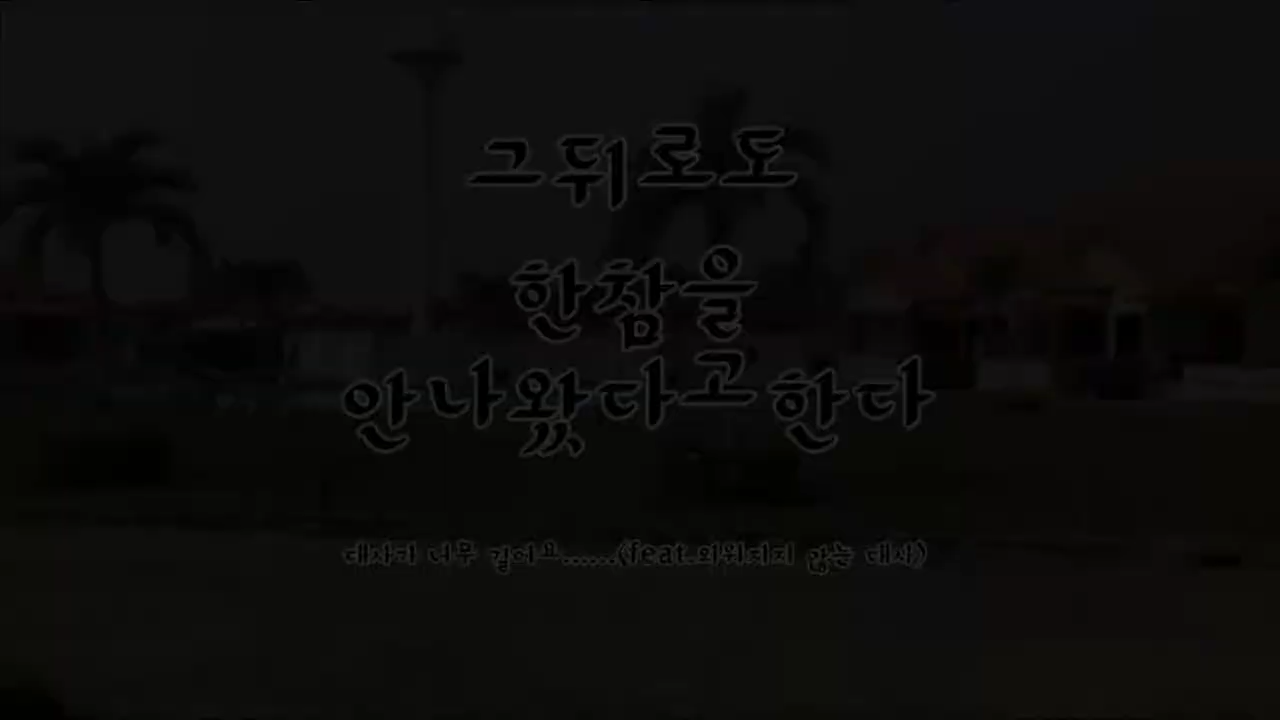 그뒤로도
한참을
안나왔다고한다
대사가 너무 길어요......(feat.외워지지 않는 대사)